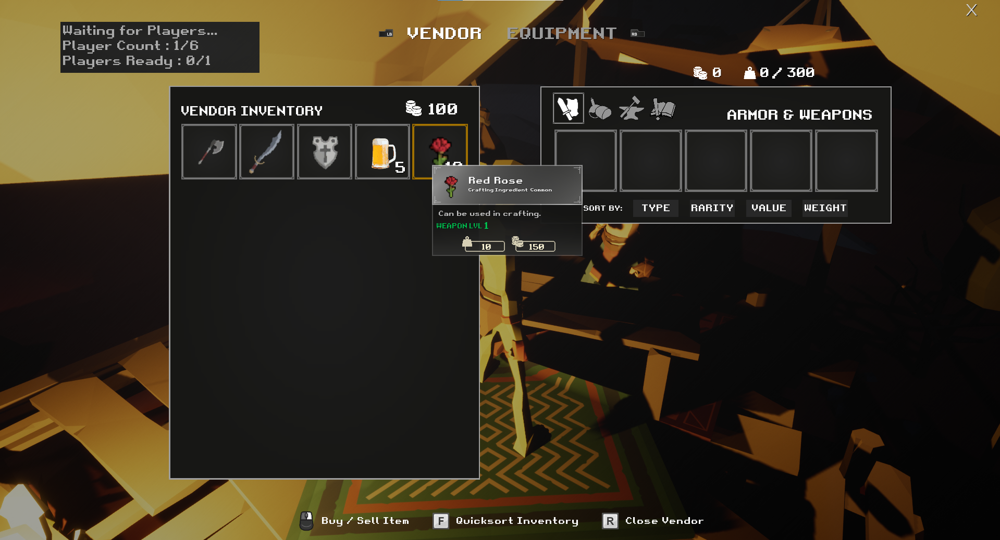 X
Waiting for Players...
Player Count : 1/6
Players Ready : 0/1
LB VENDOR EQUIPMENT RB
0 0 / 300
VENDOR INVENTORY 100
ARMOR & WEAPONS
5
10
Red Rose
Crafting Ingredient Common
Can be used in crafting.
WEAPON LVL 1
10 150
SORT BY: TYPE RARITY VALUE WEIGHT
Buy / Sell Item F Quicksort Inventory R Close Vendor